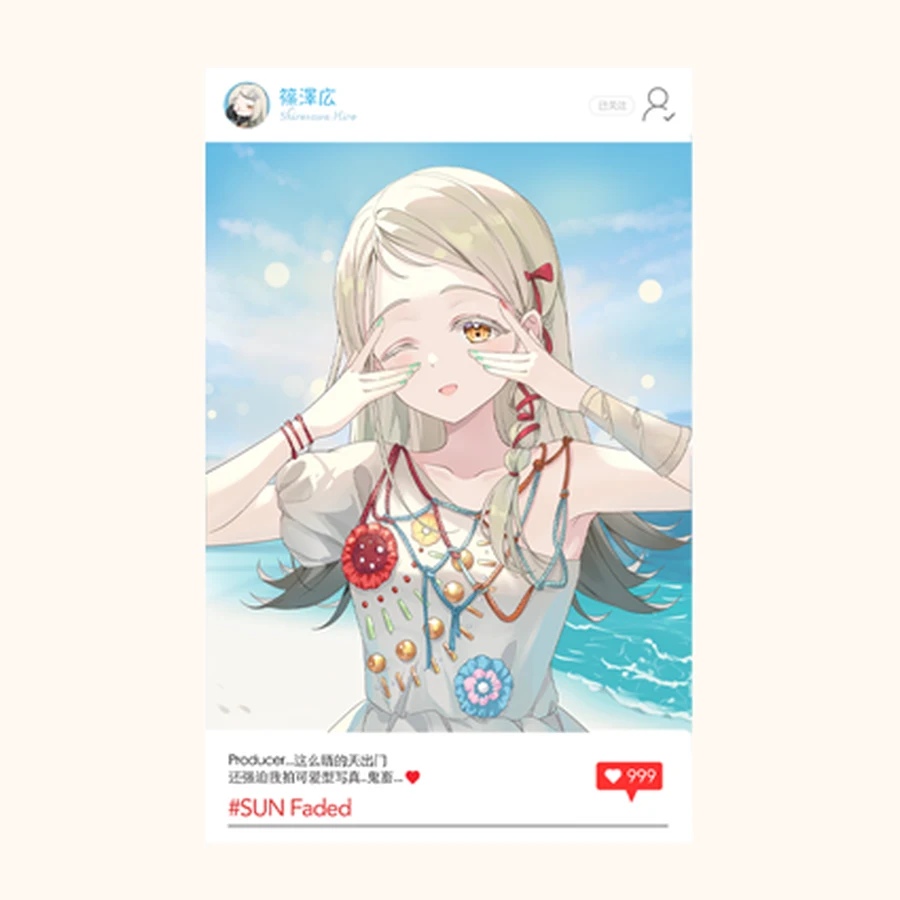 篠澤広
Shinosawa Hiro
已关注
Producer...这么晒的天出门
还强迫我拍可爱型写真..鬼畜...
999
#SUN Faded